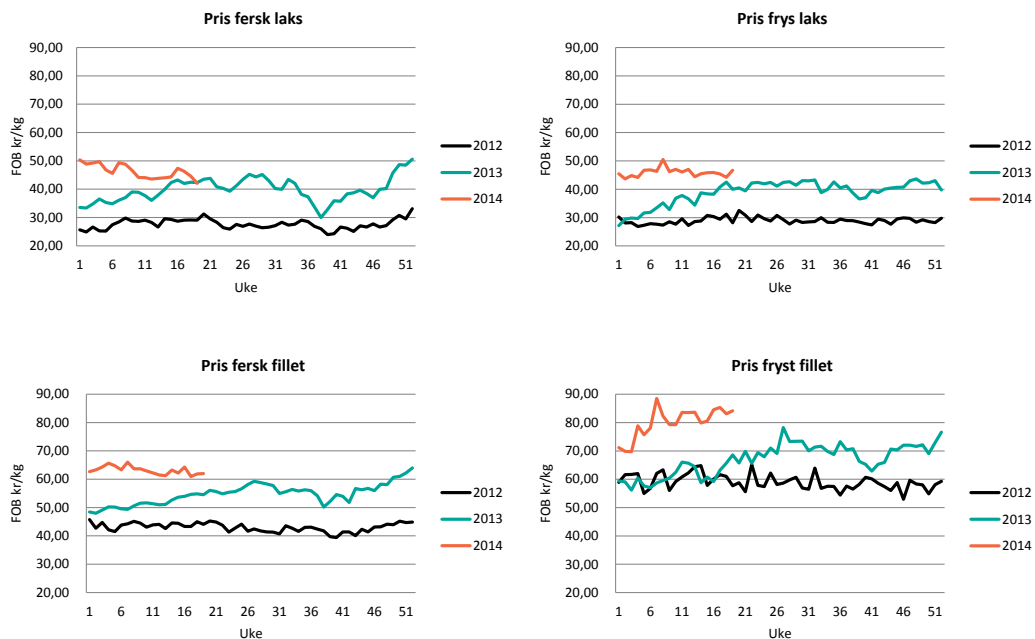 Pris fersk laks
90,00
80,00
70,00
60,00
50,00
40,00
30,00
20,00
FOB kr/kg
1 6 11 16 21 26 31 36 41 46 51
Uke
2012
2013
2014
Pris frys laks
90,00
80,00
70,00
60,00
50,00
40,00
30,00
20,00
FOB kr/kg
1 6 11 16 21 26 31 36 41 46 51
Uke
2012
2013
2014
Pris fersk fillet
90,00
80,00
70,00
60,00
50,00
40,00
30,00
20,00
FOB kr/kg
1 6 11 16 21 26 31 36 41 46 51
Uke
2012
2013
2014
Pris fryst fillet
90,00
80,00
70,00
60,00
50,00
40,00
30,00
20,00
FOB kr/kg
1 6 11 16 21 26 31 36 41 46 51
Uke
2012
2013
2014